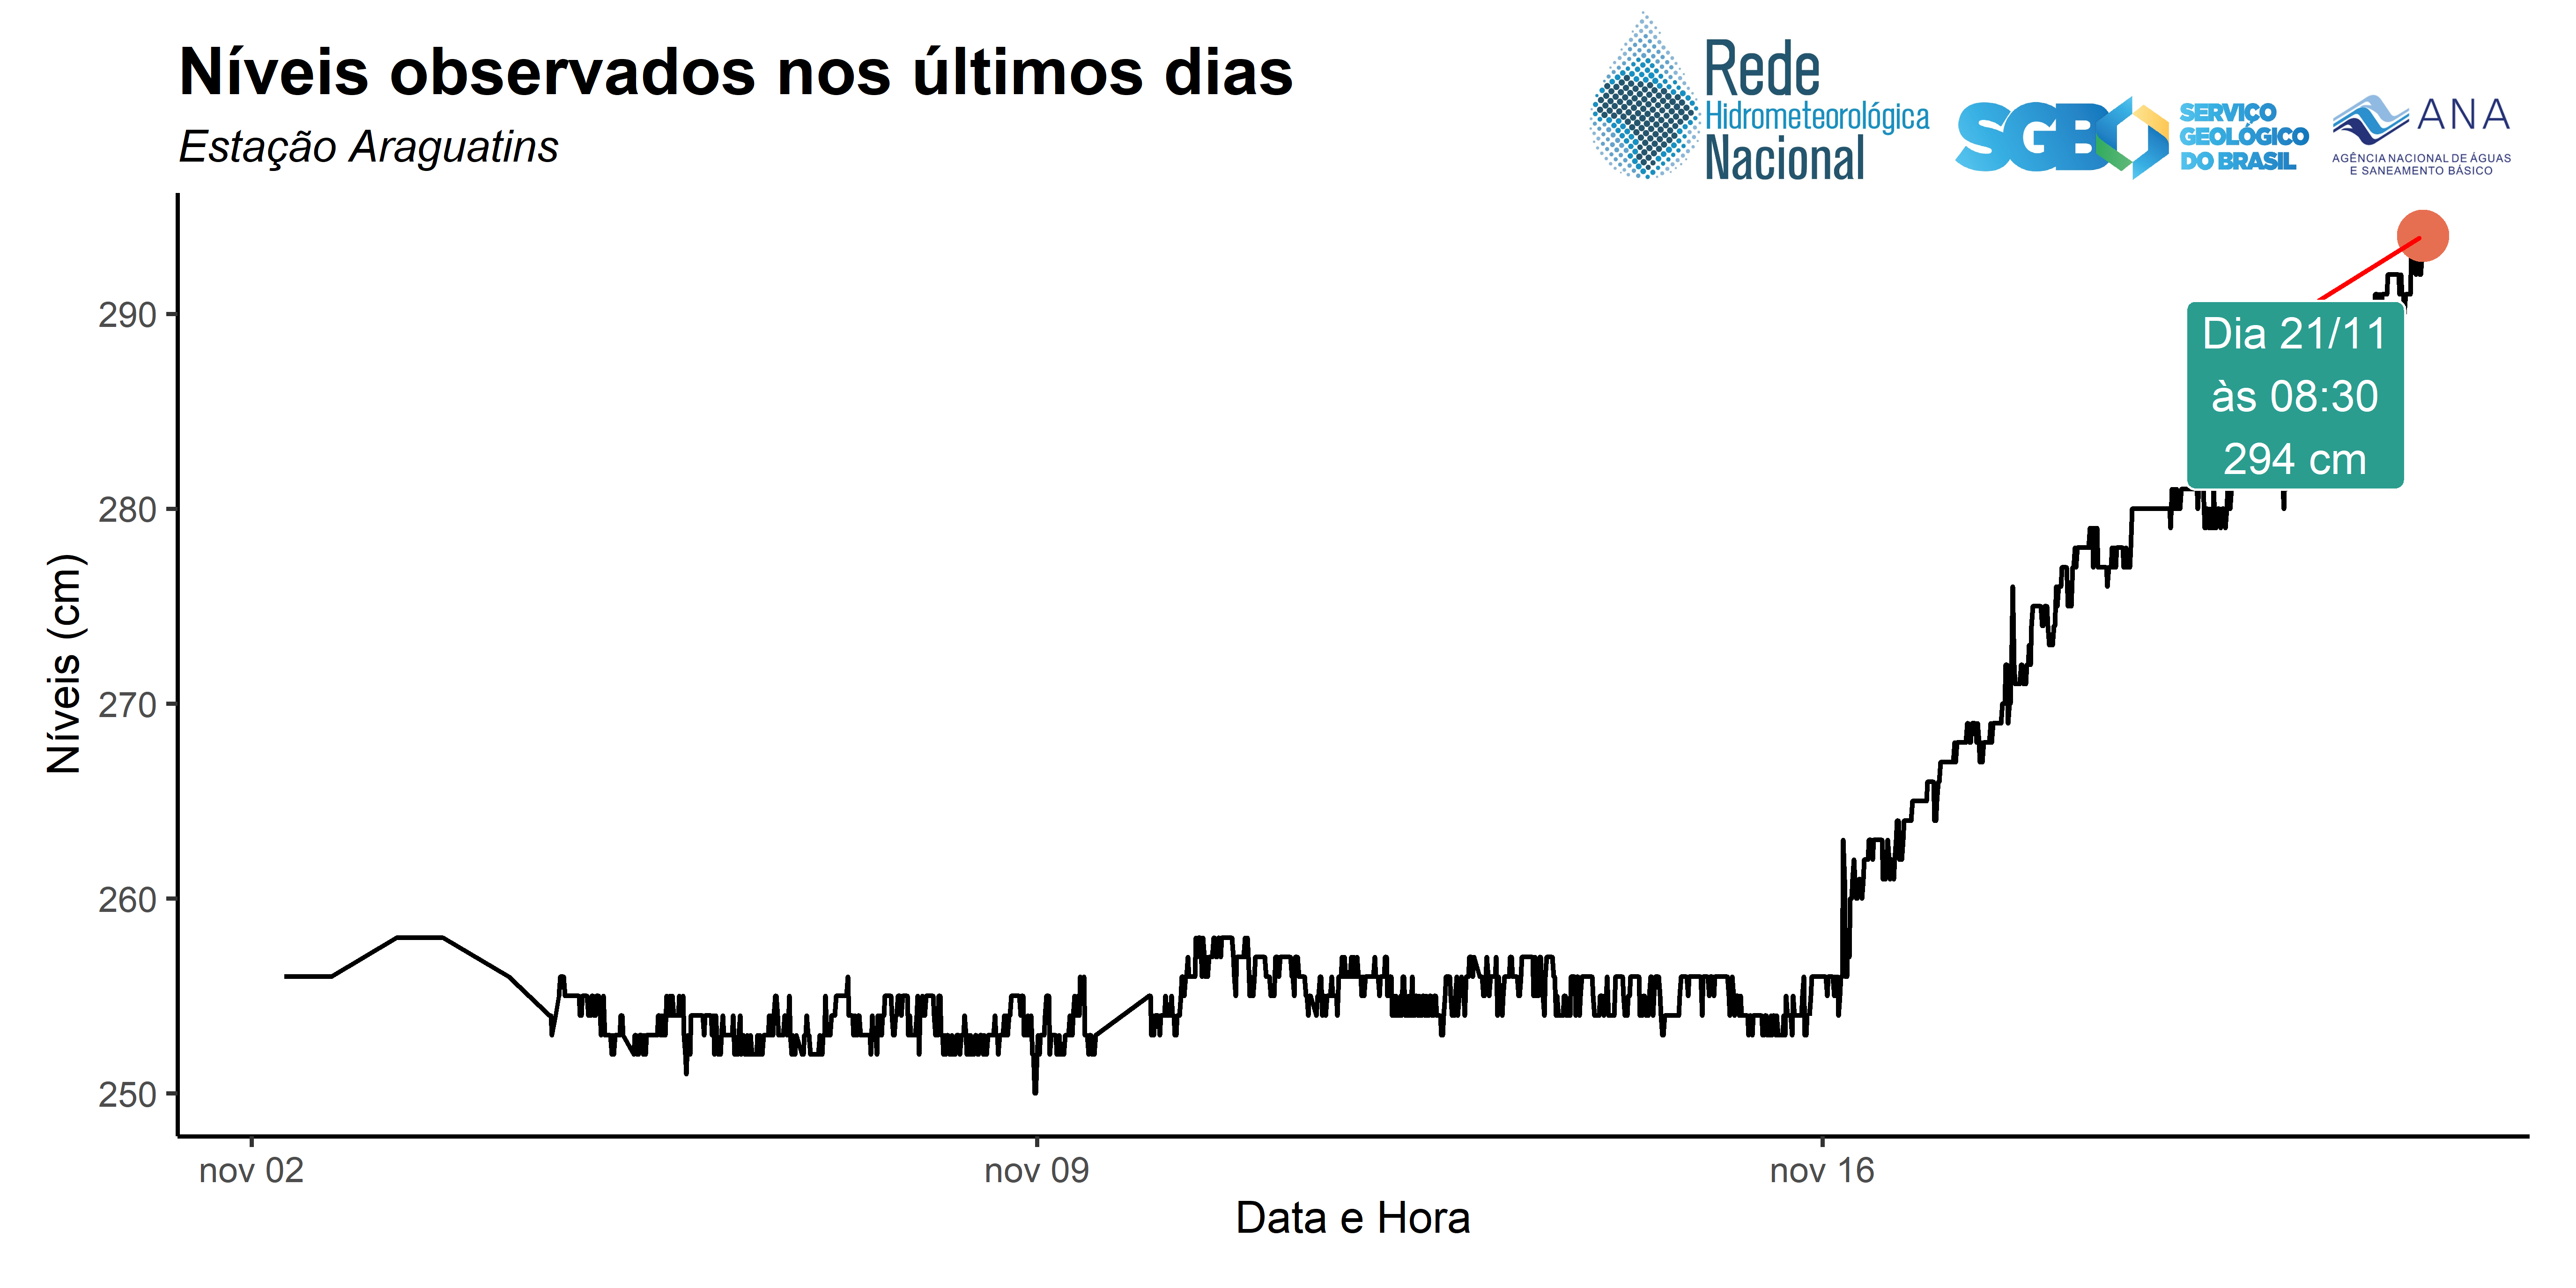 Níveis observados nos últimos dias
Estação Araguatins
Rede
Hidrometeorológica
Nacional
SGB
SERVIÇO
GEOLÓGICO
DO BRASIL
ANA
AGÊNCIA NACIONAL DE ÁGUAS
E SANEAMENTO BÁSICO
290
280
270
260
250
Níveis (cm)
Dia 21/11
às 08:30
294 cm
nov 02
nov 09
nov 16
Data e Hora